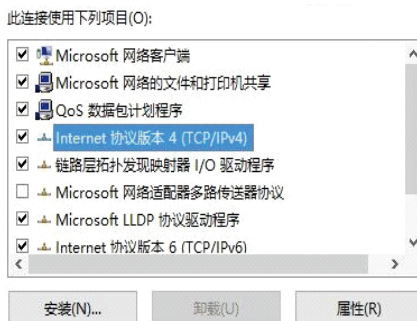 此连接使用下列项目(O):
Microsoft 网络客户端
Microsoft 网络的文件和打印机共享
QoS 数据包计划程序
Internet 协议版本 4 (TCP/IPv4)
链路层拓扑发现映射器 I/O 驱动程序
Microsoft 网络适配器多路传送器协议
Microsoft LLDP 协议驱动程序
Internet 协议版本 6 (TCP/IPv6)
安装(N)... 卸载(U) 属性(R)